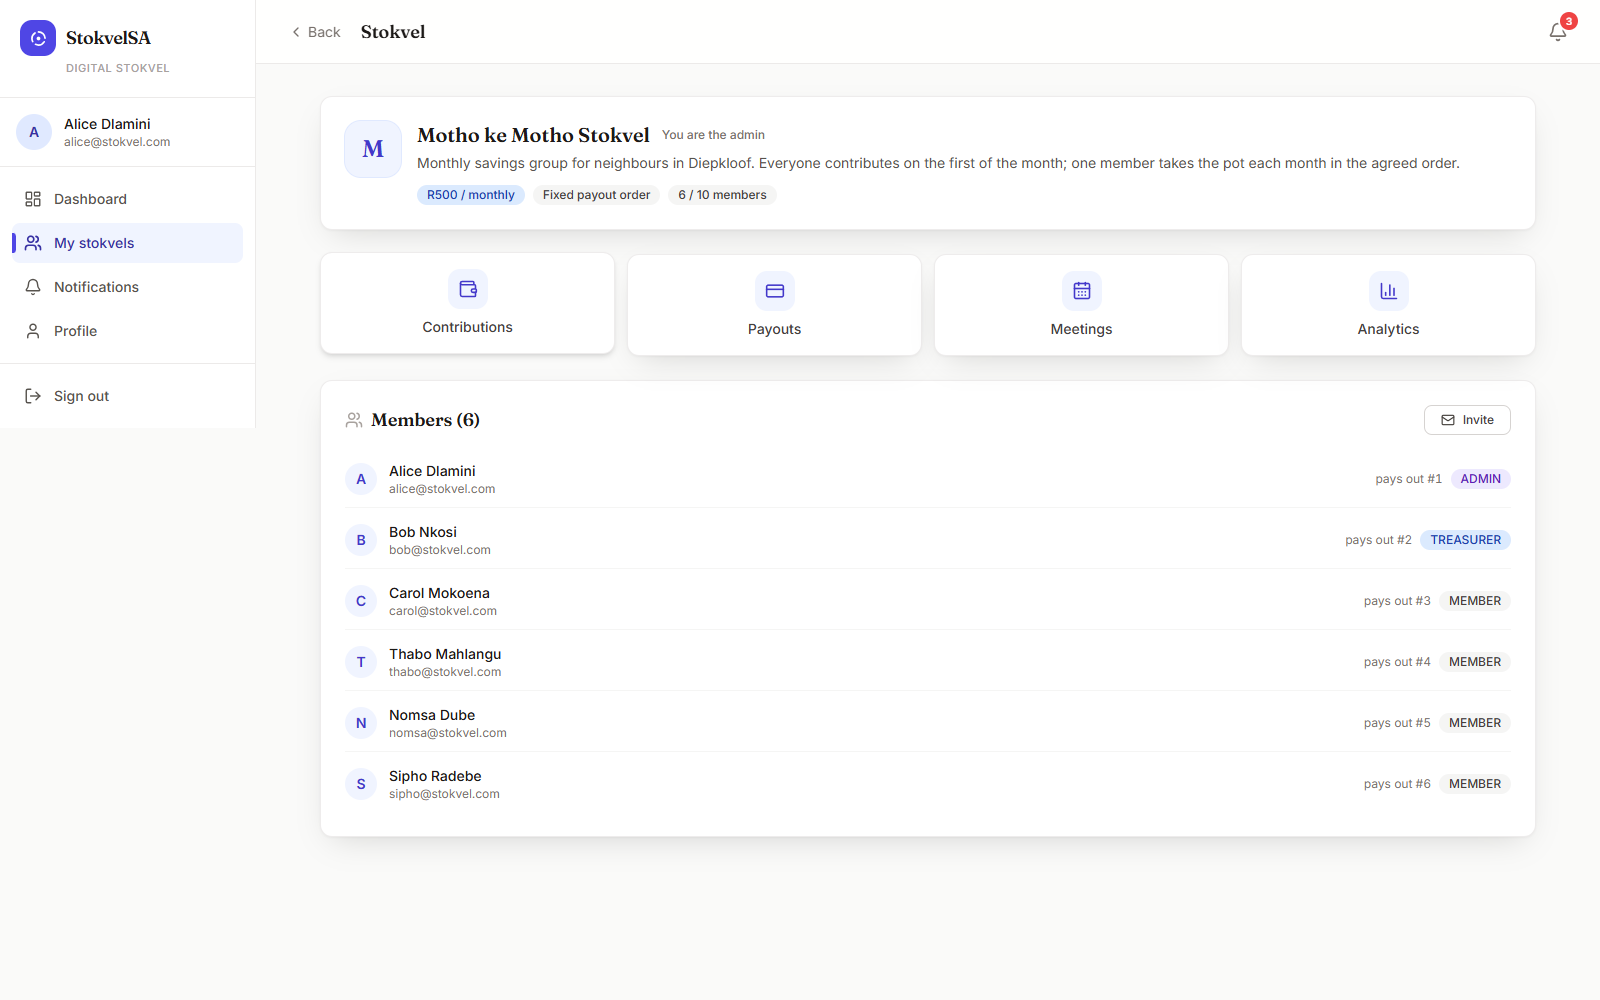 StokvelSA
DIGITAL STOKVEL
A
Alice Dlamini
alice@stokvel.com
Dashboard
My stokvels
Notifications
Profile
Sign out
Back
Stokvel
3
M
Motho ke Motho Stokvel
You are the admin
Monthly savings group for neighbours in Diepkloof. Everyone contributes on the first of the month; one member takes the pot each month in the agreed order.
R500 / monthly
Fixed payout order
6 / 10 members
Contributions
Payouts
Meetings
Analytics
Members (6)
Invite
A
Alice Dlamini
alice@stokvel.com
pays out #1
ADMIN
B
Bob Nkosi
bob@stokvel.com
pays out #2
TREASURER
C
Carol Mokoena
carol@stokvel.com
pays out #3
MEMBER
T
Thabo Mahlangu
thabo@stokvel.com
pays out #4
MEMBER
N
Nomsa Dube
nomsa@stokvel.com
pays out #5
MEMBER
S
Sipho Radebe
sipho@stokvel.com
pays out #6
MEMBER